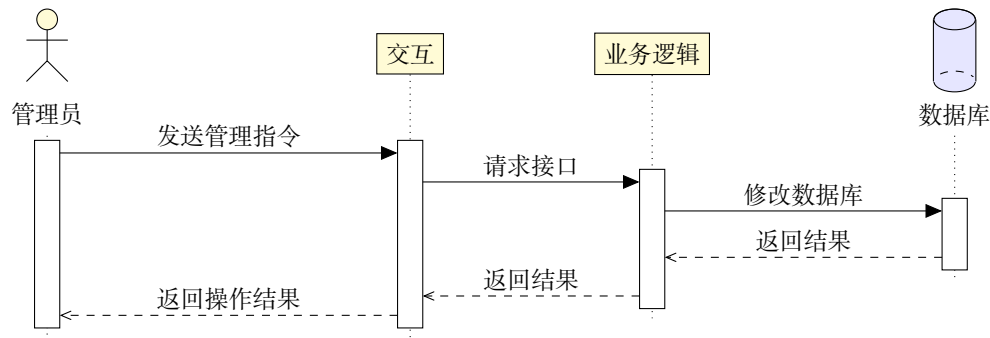 交互
业务逻辑
管理员
数据库
发送管理指令
请求接口
修改数据库
返回结果
返回结果
返回操作结果